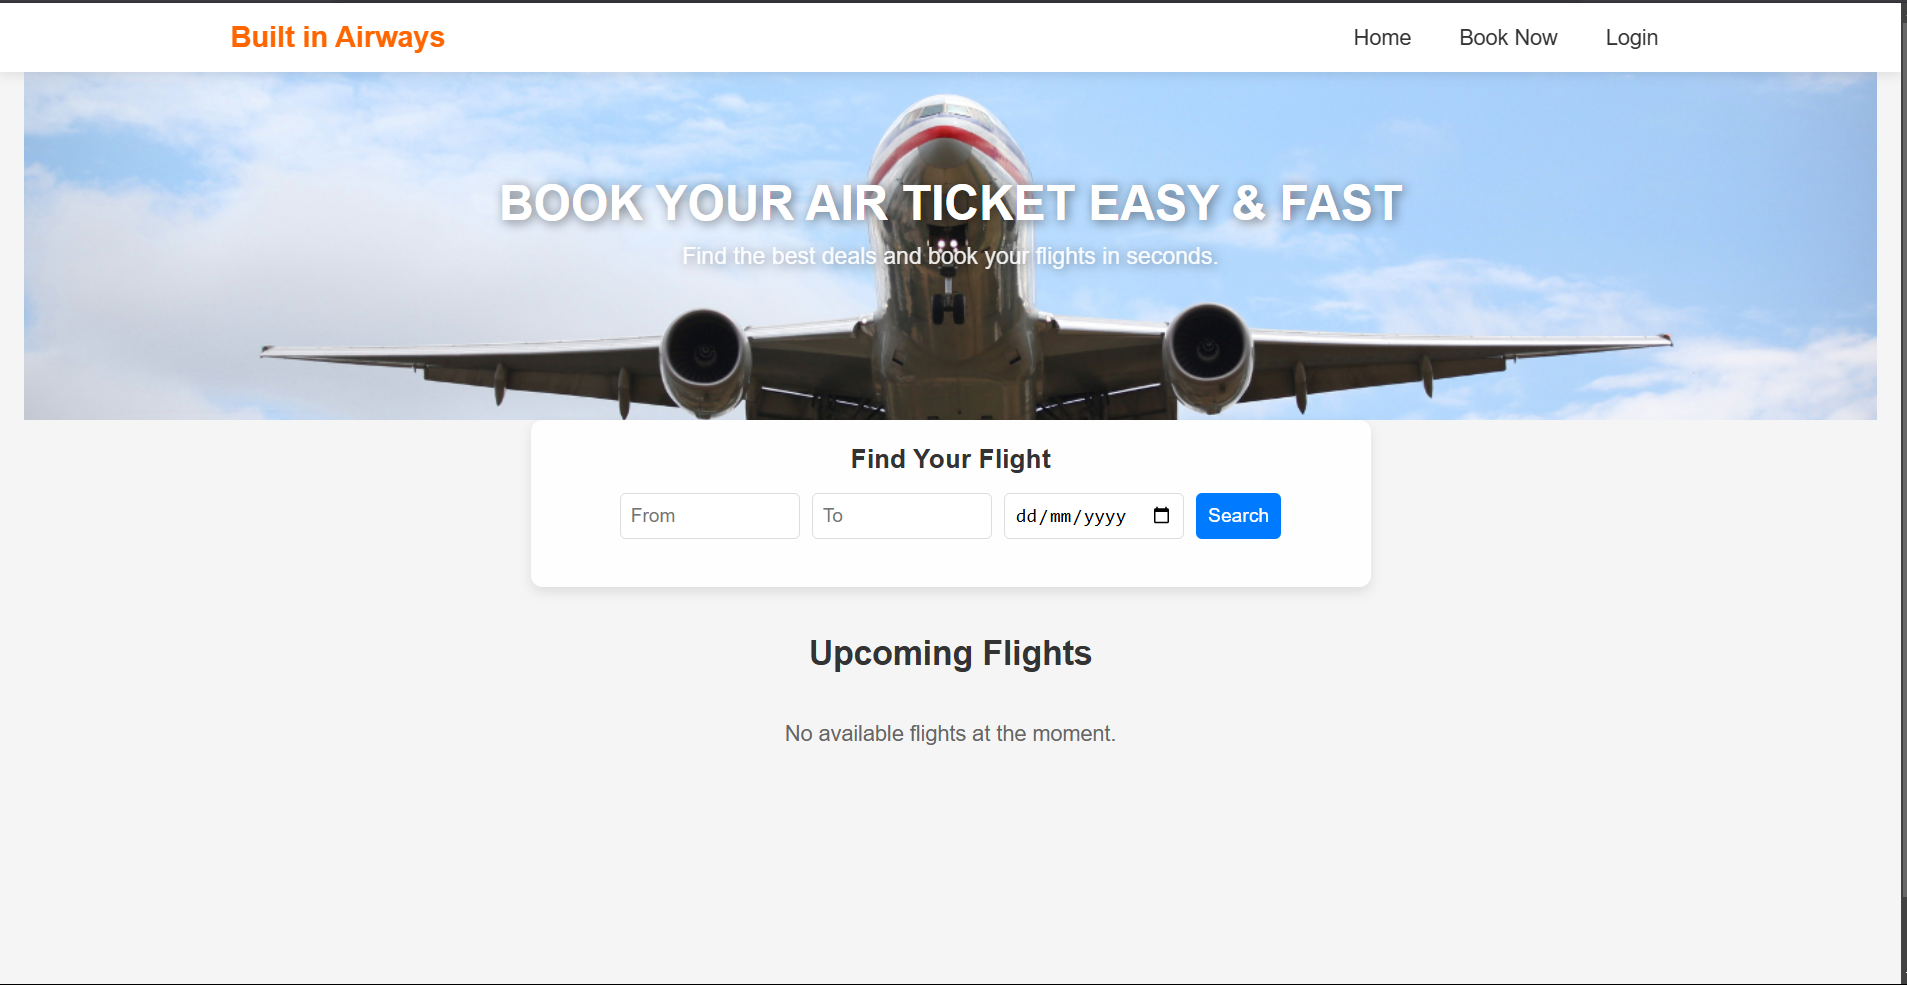 Built in Airways
Home
Book Now
Login
BOOK YOUR AIR TICKET EASY & FAST
Find the best deals and book your flights in seconds.
Find Your Flight
From
To
dd/mm/yyyy
Search
Upcoming Flights
No available flights at the moment.